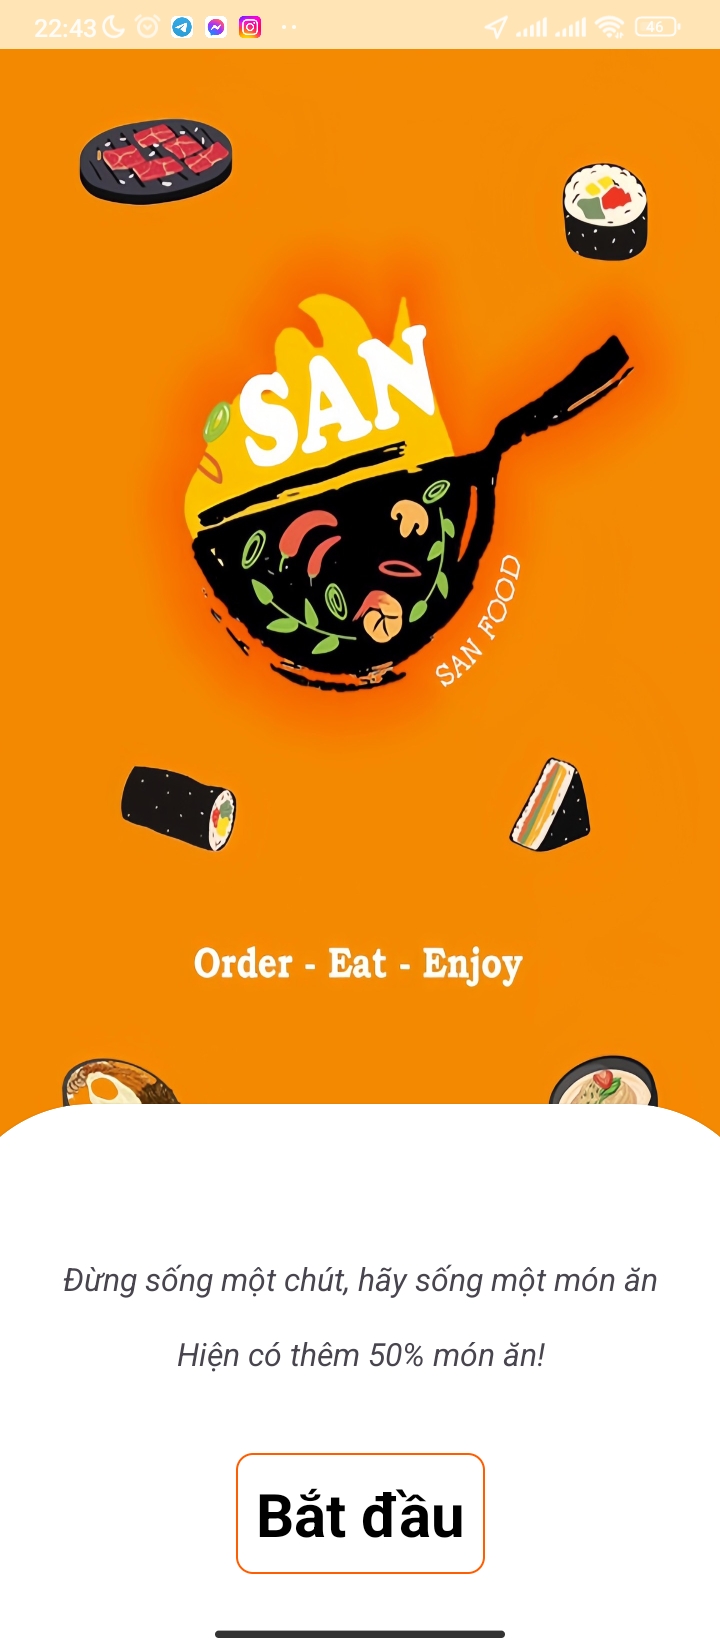 22:43
46
SAN
SAN FOOD
Order - Eat - Enjoy
Đừng sống một chút, hãy sống một món ăn
Hiện có thêm 50% món ăn!
Bắt đầu